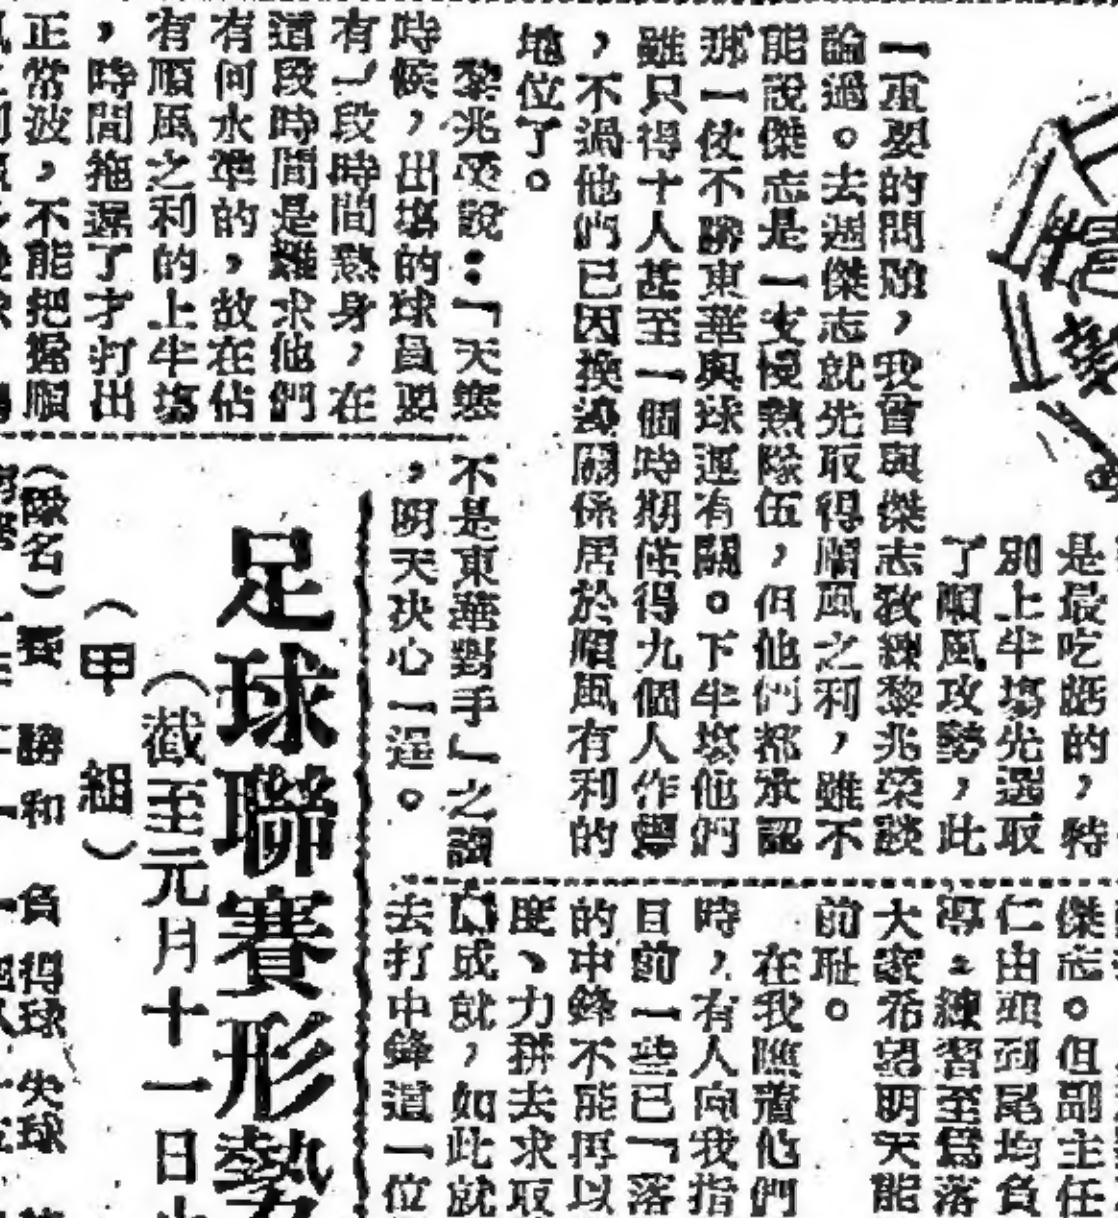 是最吃虧的，特
別上半場先選取
了順風攻勢，此
一重要的問題，我曾與傑志教練黎兆榮談
論過。去週傑志就先取得順風之利，雖不
能說傑志是一支慢熱隊伍，但他們都承認
那一仗不勝東華與球運有關。下半場他們
雖只得十人甚至一個時期僅得九個人作戰
，不過他們已因換邊關係居於順風有利的
地位了。
黎兆榮說：「天寒
時候，出塲的球員要
有一段時間熱身，在
這段時間是難求他們
有何水準的，故在佔
有順風之利的上半塲
，時間拖遲了才打出
正常波，不能把握順
不是東華對手」之調
，明天決心一逞。
傑志。但副主任
仁由頭到尾均負
導，練習至爲落
大家希望明天能
前恥。
在我瞧着他們
時，有人向我指
目前一些已「落
的中鋒不能再以
度、力拼去求取
的成就，如此就
去打中鋒這一位
足球聯賽形勢
（截至元月十一日止
（甲組）
（隊名）賽 勝 和 負 得球 失球